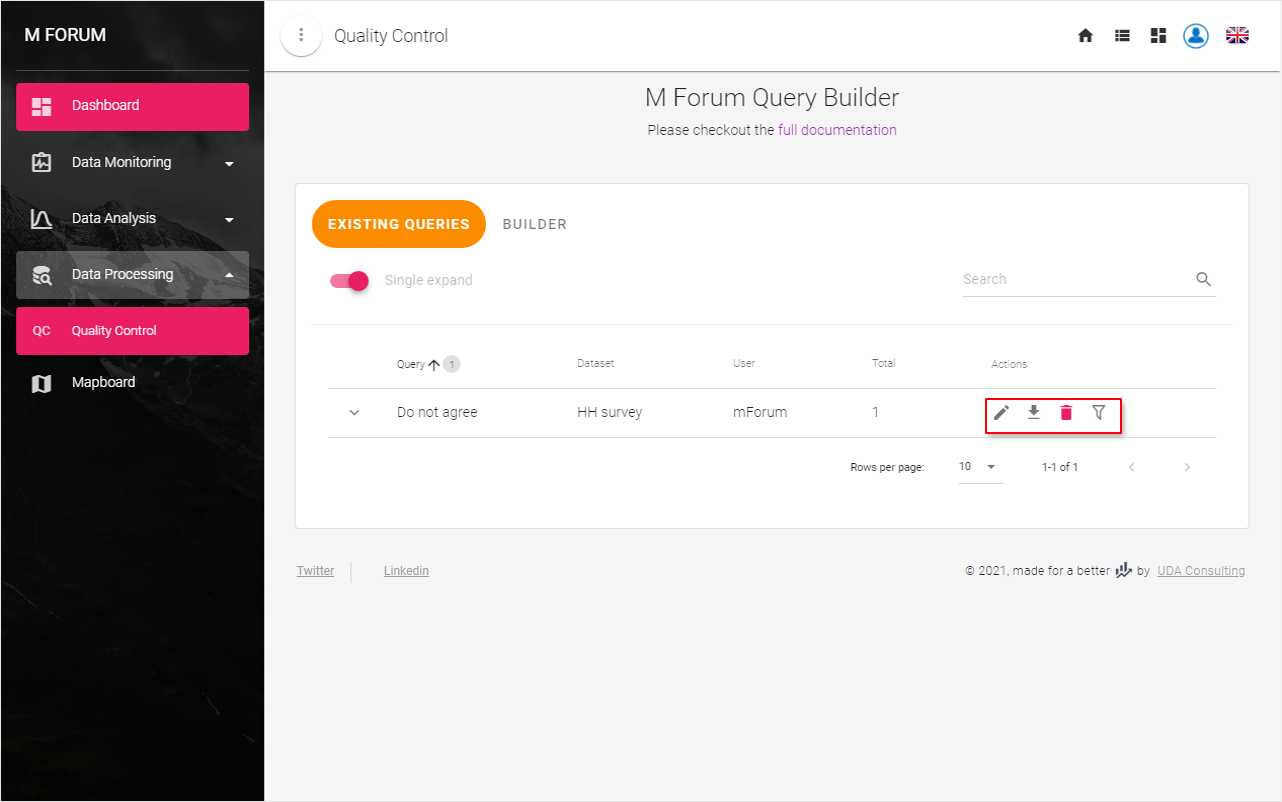 M FORUM
Dashboard
Data Monitoring
Data Analysis
Data Processing
QC Quality Control
Mapboard
Quality Control
M Forum Query Builder
Please checkout the full documentation
EXISTING QUERIES BUILDER
Single expand Search
Query 1 Dataset User Total Actions
Do not agree HH survey mForum 1
Rows per page: 10 1-1 of 1
Twitter Linkedin © 2021, made for a better by UDA Consulting